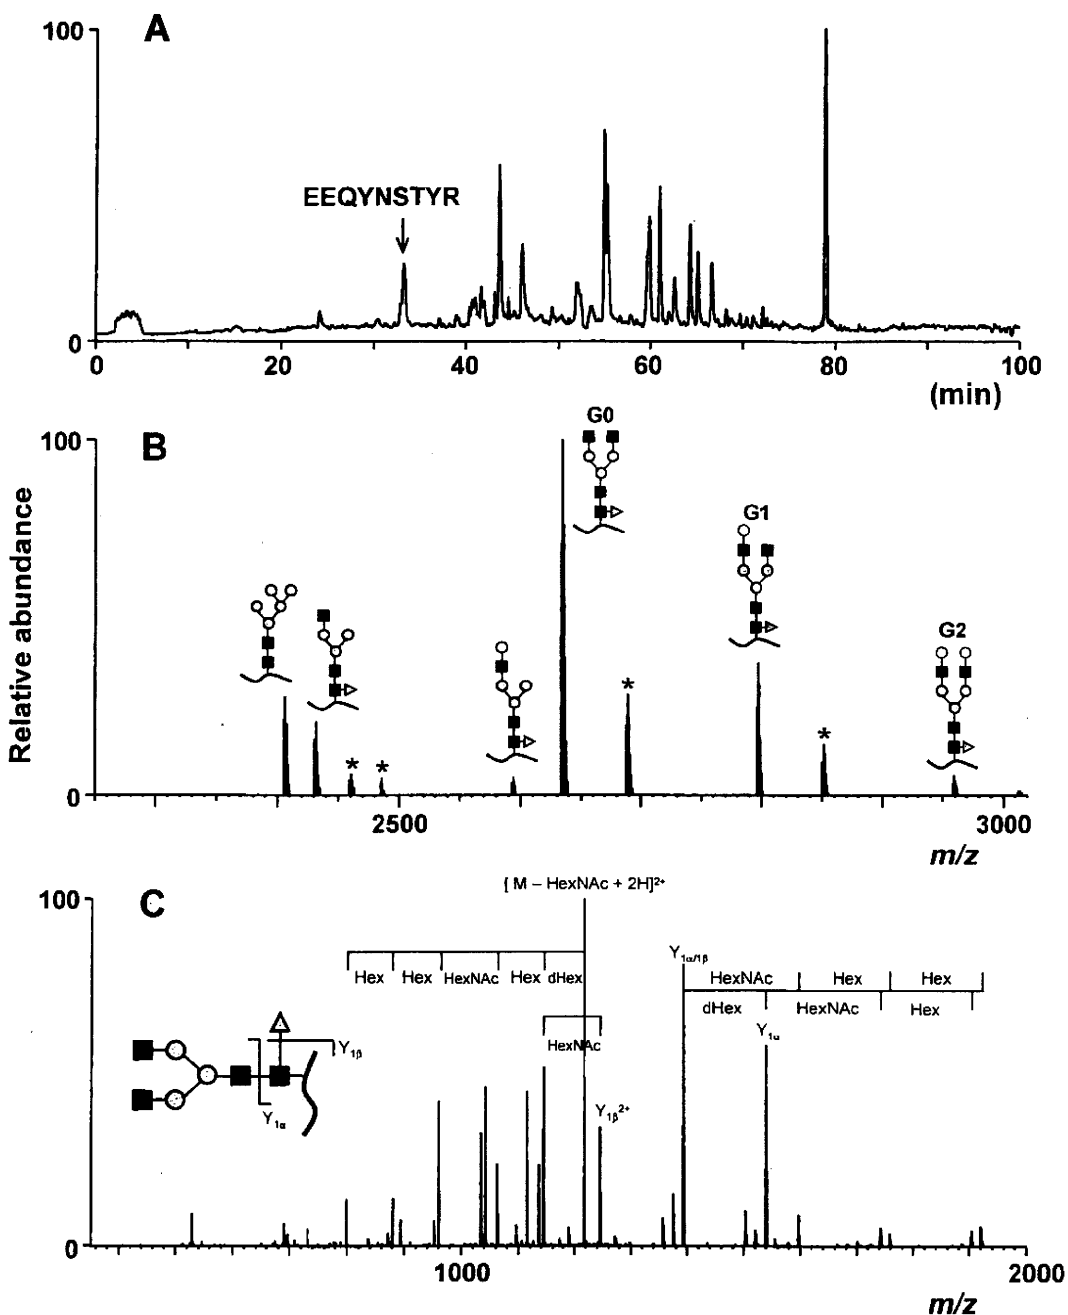 A
100
EEQYNSTYR
0
0 20 40 60 80 100
(min)
B
100
G0
G1
G2
* * * *
Relative abundance
0
2500 3000
m/z
[ M – HexNAc + 2H]²⁺
C
100
Y1α/1β
Hex Hex HexNAc Hex dHex
HexNAc Hex Hex
dHex HexNAc Hex
Y1α
HexNAc
Y1β
Y1α
Y1β²⁺
0
1000 2000
m/z